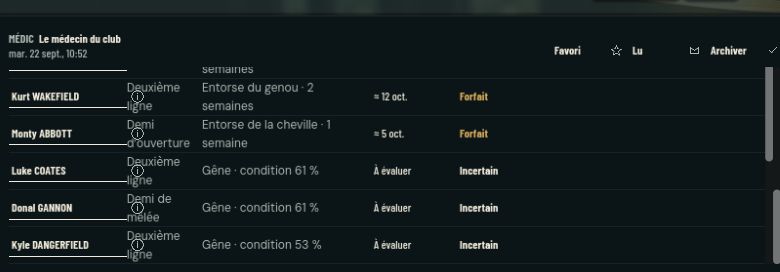 MÉDIC Le médecin du club
mar. 22 sept., 10:52
Favori Lu Archiver
semaines
Kurt WAKEFIELD Deuxième ligne Entorse du genou · 2 semaines ≈ 12 oct. Forfait
Monty ABBOTT Demi d'ouverture Entorse de la cheville · 1 semaine ≈ 5 oct. Forfait
Luke COATES Deuxième ligne Gêne · condition 61 % À évaluer Incertain
Donal GANNON Demi de mêlée Gêne · condition 61 % À évaluer Incertain
Kyle DANGERFIELD Deuxième ligne Gêne · condition 53 % À évaluer Incertain